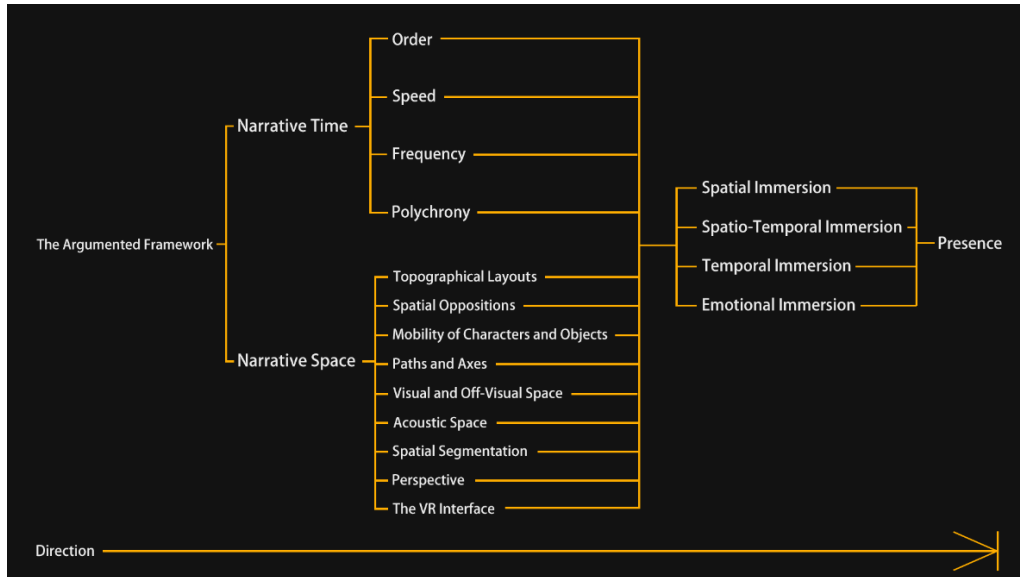 Order
Speed
Narrative Time
Frequency
Polychrony
The Argumented Framework
Topographical Layouts
Spatial Oppositions
Mobility of Characters and Objects
Narrative Space
Paths and Axes
Visual and Off-Visual Space
Acoustic Space
Spatial Segmentation
Perspective
The VR Interface
Spatial Immersion
Spatio-Temporal Immersion
Temporal Immersion
Emotional Immersion
Presence
Direction